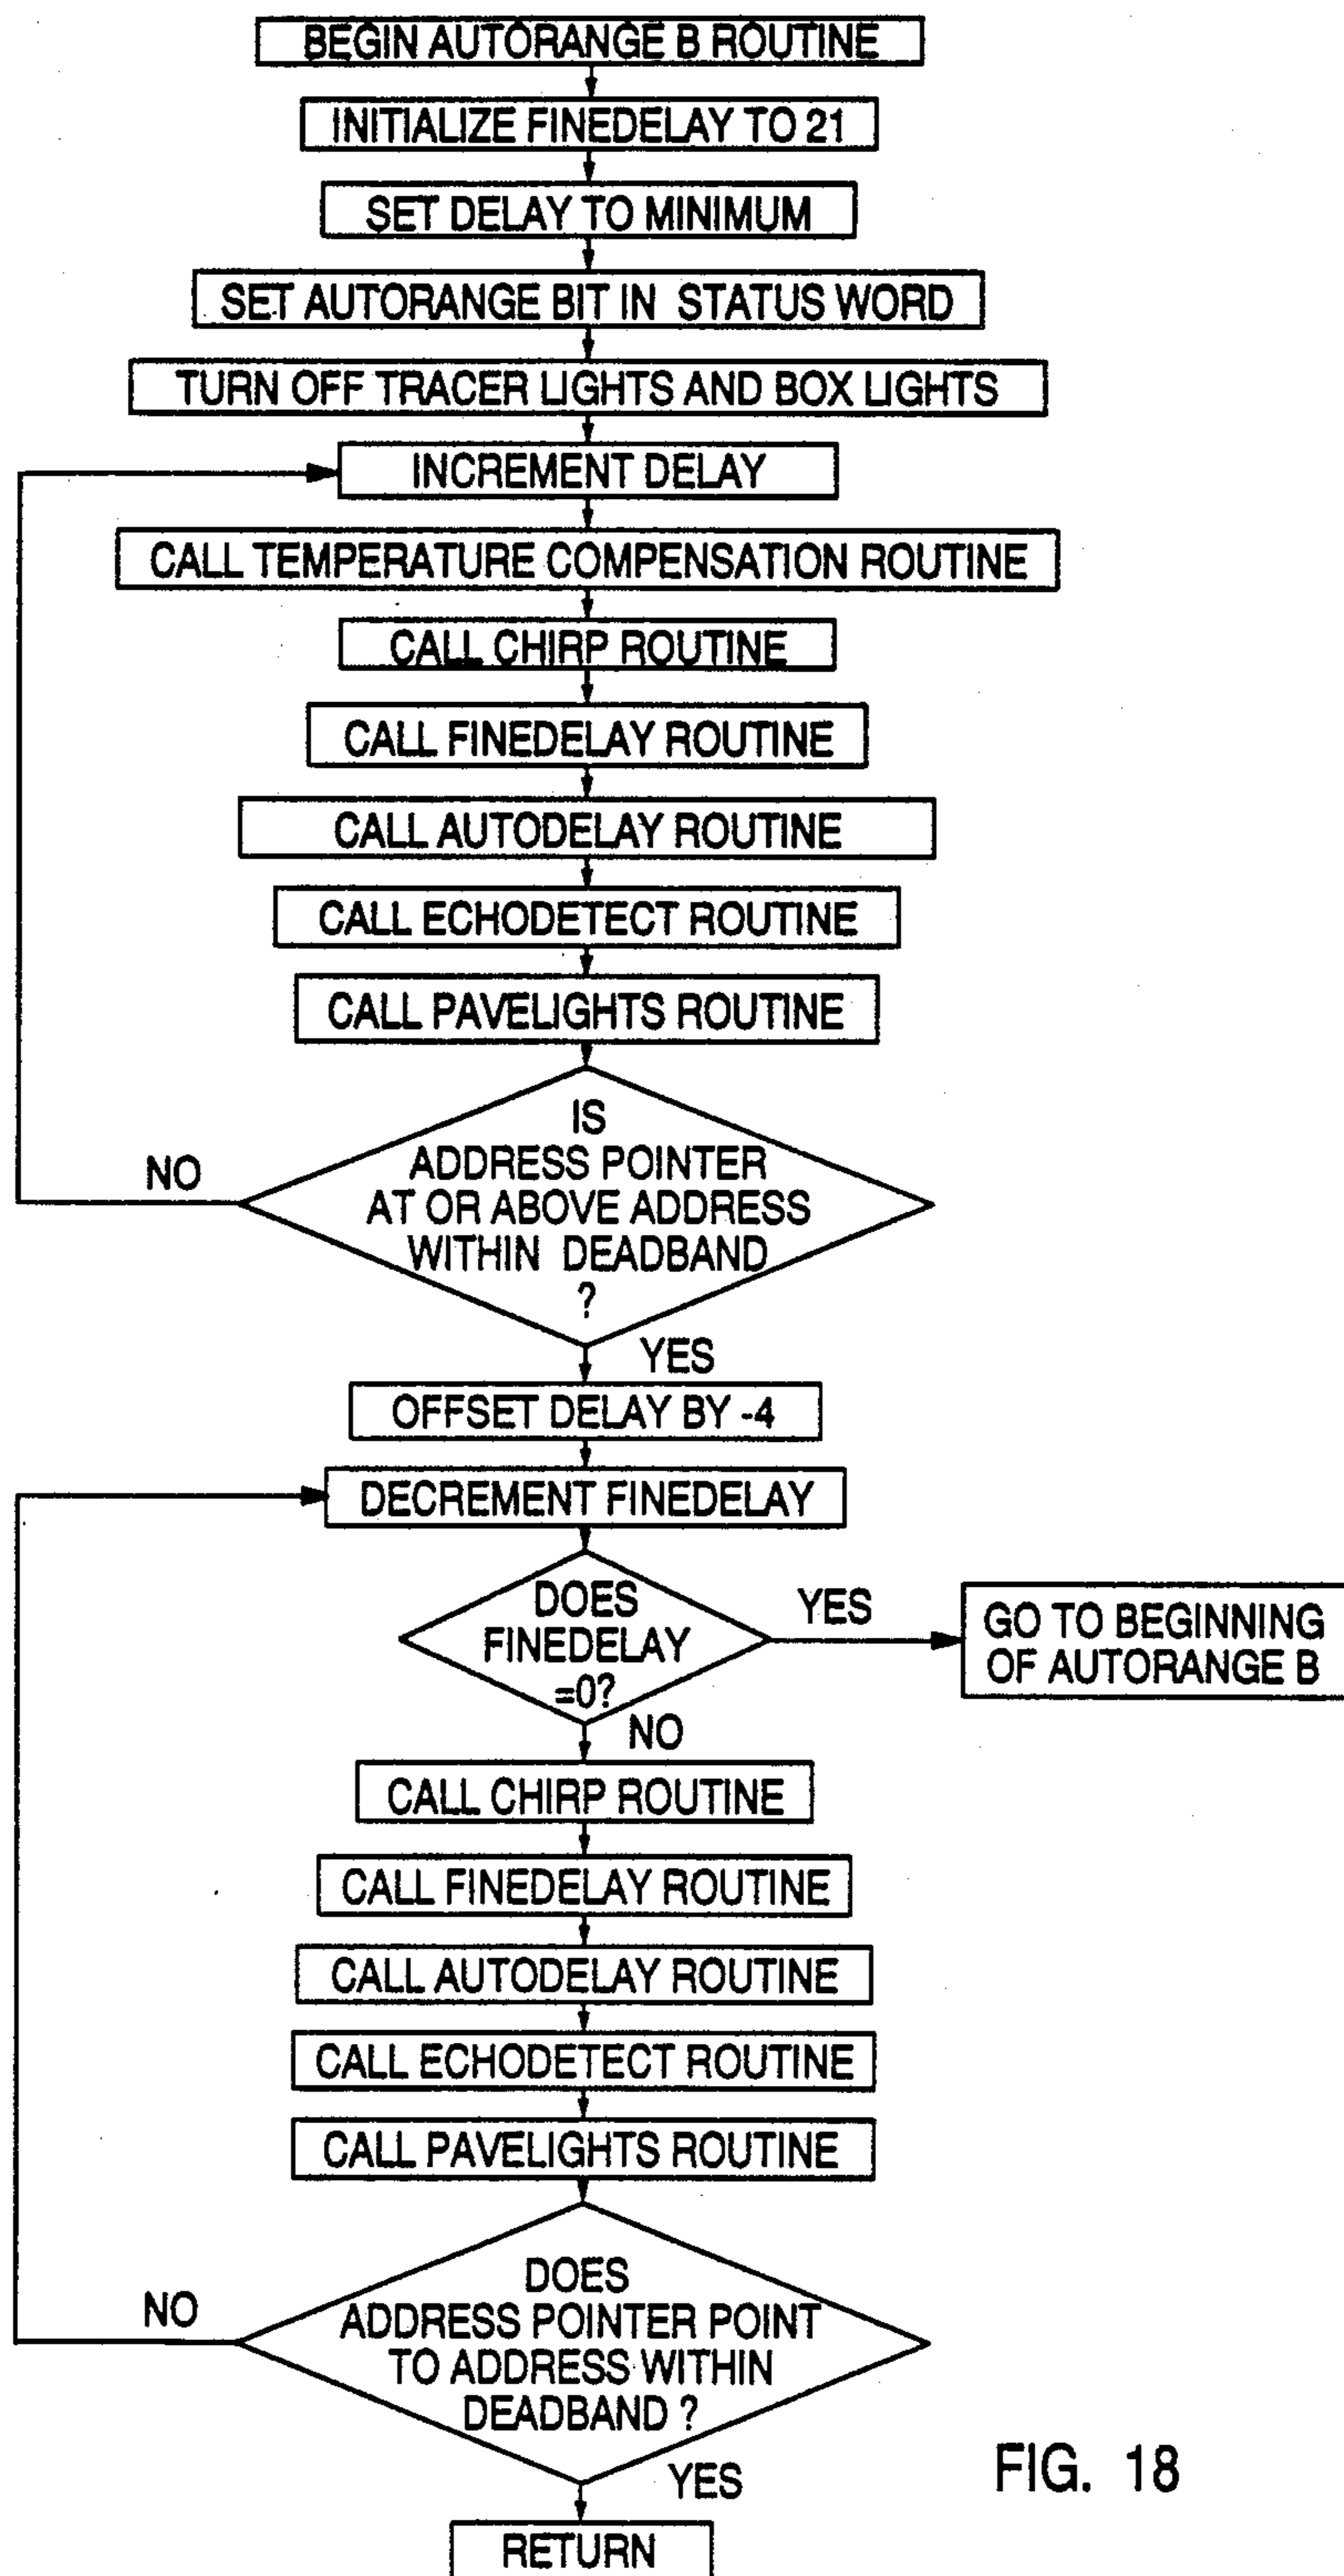 BEGIN AUTORANGE B ROUTINE
INITIALIZE FINEDELAY TO 21
SET DELAY TO MINIMUM
SET AUTORANGE BIT IN STATUS WORD
TURN OFF TRACER LIGHTS AND BOX LIGHTS
INCREMENT DELAY
CALL TEMPERATURE COMPENSATION ROUTINE
CALL CHIRP ROUTINE
CALL FINEDELAY ROUTINE
CALL AUTODELAY ROUTINE
CALL ECHODETECT ROUTINE
CALL PAVELIGHTS ROUTINE
IS
ADDRESS POINTER
AT OR ABOVE ADDRESS
WITHIN DEADBAND
?
NO
YES
OFFSET DELAY BY -4
DECREMENT FINEDELAY
DOES
FINEDELAY
=0?
YES
GO TO BEGINNING
OF AUTORANGE B
NO
CALL CHIRP ROUTINE
CALL FINEDELAY ROUTINE
CALL AUTODELAY ROUTINE
CALL ECHODETECT ROUTINE
CALL PAVELIGHTS ROUTINE
DOES
ADDRESS POINTER POINT
TO ADDRESS WITHIN
DEADBAND ?
NO
YES
RETURN
FIG. 18